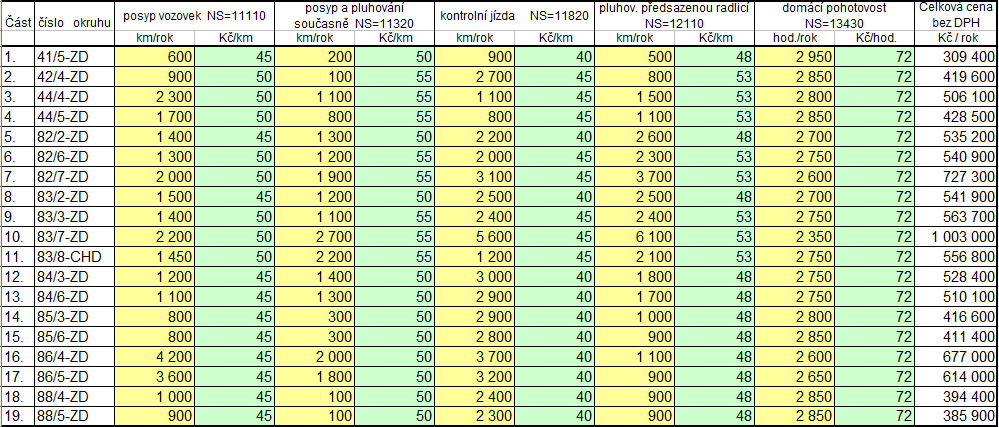 Část číslo okruhu posyp vozovek NS=11110 posyp a pluhování současně NS=11320 kontrolní jízda NS=11820 pluhov. předsazenou radlicí NS=12110 domácí pohotovost NS=13430 Celková cena bez DPH
km/rok Kč/km km/rok Kč/km km/rok Kč/km km/rok Kč/km hod./rok Kč/hod. Kč / rok
1. 41/5-ZD 600 45 200 50 900 40 500 48 2 950 72 309 400
2. 42/4-ZD 900 50 100 55 2 700 45 800 53 2 850 72 419 600
3. 44/4-ZD 2 300 50 1 100 55 1 100 45 1 500 53 2 800 72 506 100
4. 44/5-ZD 1 700 50 800 55 800 45 1 100 53 2 850 72 428 500
5. 82/2-ZD 1 400 45 1 300 50 2 200 40 2 600 48 2 700 72 535 200
6. 82/6-ZD 1 300 50 1 200 55 2 000 45 2 300 53 2 750 72 540 900
7. 82/7-ZD 2 000 50 1 900 55 3 100 45 3 700 53 2 600 72 727 300
8. 83/2-ZD 1 500 45 1 400 50 2 500 40 2 500 48 2 700 72 541 900
9. 83/3-ZD 1 400 50 1 100 55 2 400 45 2 400 53 2 750 72 563 700
10. 83/7-ZD 2 200 50 2 700 55 5 600 45 6 100 53 2 350 72 1 003 000
11. 83/8-CHD 1 450 50 2 200 55 1 200 45 2 100 53 2 750 72 556 800
12. 84/3-ZD 1 200 45 1 400 50 3 000 40 1 800 48 2 750 72 528 400
13. 84/6-ZD 1 100 45 1 300 50 2 900 40 1 700 48 2 750 72 510 100
14. 85/3-ZD 800 45 300 50 2 900 40 1 000 48 2 800 72 416 600
15. 85/6-ZD 800 45 300 50 2 800 40 900 48 2 850 72 411 400
16. 86/4-ZD 4 200 45 2 000 50 3 700 40 1 100 48 2 600 72 677 000
17. 86/5-ZD 3 600 45 1 800 50 3 200 40 900 48 2 650 72 614 000
18. 88/4-ZD 1 000 45 100 50 2 400 40 900 48 2 850 72 394 400
19. 88/5-ZD 900 45 100 50 2 300 40 900 48 2 850 72 385 900